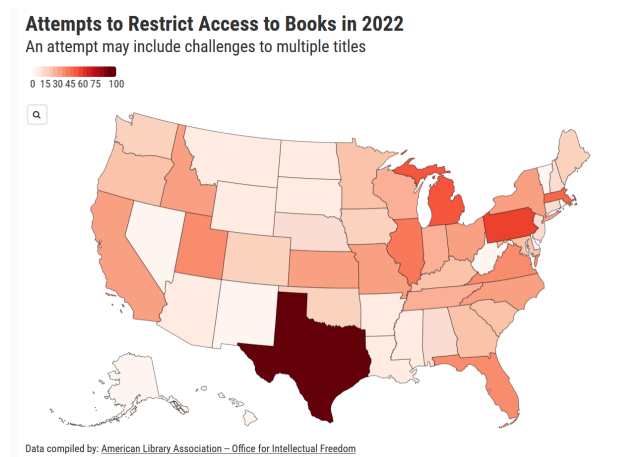 Attempts to Restrict Access to Books in 2022
An attempt may include challenges to multiple titles
0 15 30 45 60 75 100
Data compiled by: American Library Association -- Office for Intellectual Freedom